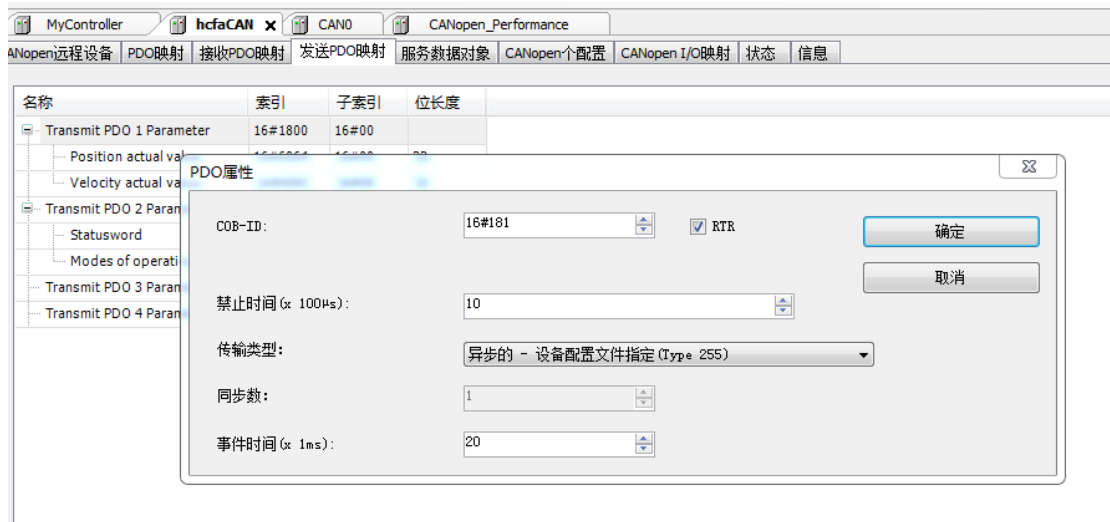 MyController hcfaCAN CAN0 CANopen_Performance
ANopen远程设备 PDO映射 接收PDO映射 发送PDO映射 服务数据对象 CANopen个配置 CANopen I/O映射 状态 信息
名称 索引 子索引 位长度
Transmit PDO 1 Parameter 16#1800 16#00
Position actual val
Velocity actual va
Transmit PDO 2 Param
Statusword
Modes of operati
Transmit PDO 3 Param
Transmit PDO 4 Param
PDO属性
COB-ID: 16#181 RTR 确定
取消
禁止时间(x 100µs): 10
传输类型: 异步的 - 设备配置文件指定(Type 255)
同步数: 1
事件时间(x 1ms): 20